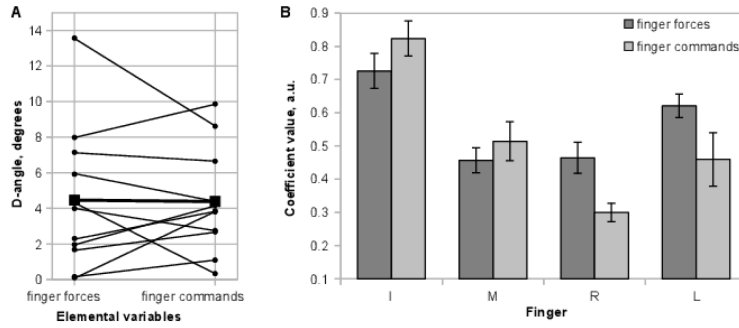 A
D-angle, degrees
14
12
10
8
6
4
2
0
finger forces
finger commands
Elemental variables
B
Coefficient value, a.u.
0.9
0.8
0.7
0.6
0.5
0.4
0.3
0.2
0.1
finger forces
finger commands
I
M
R
L
Finger